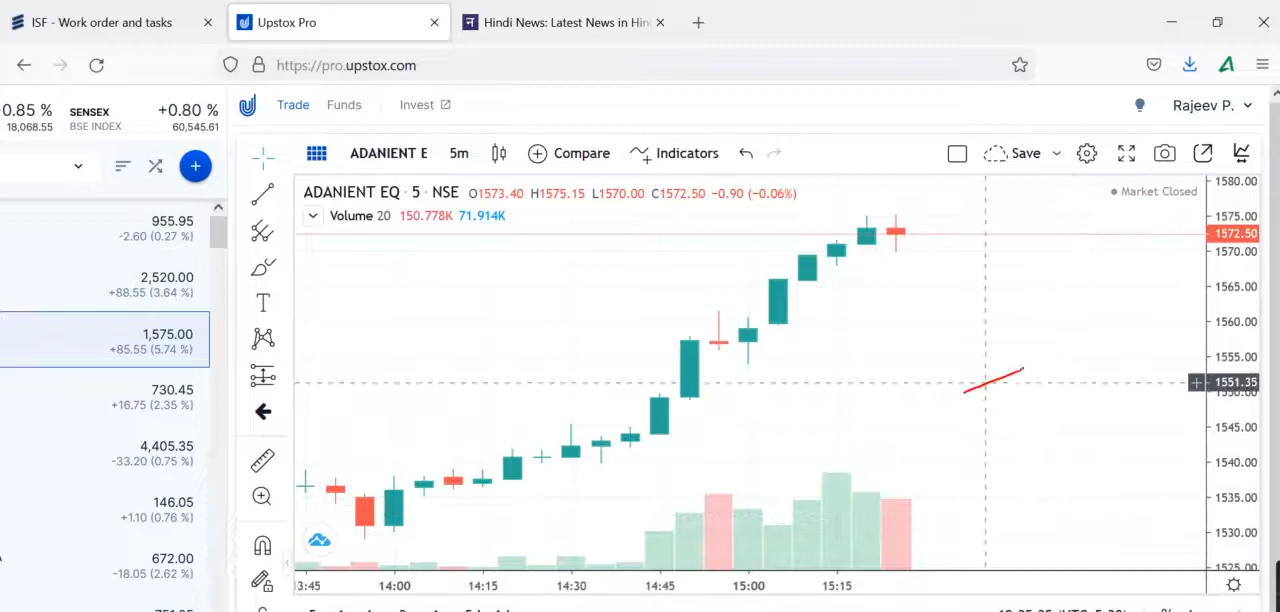 ISF - Work order and tasks
Upstox Pro
Hindi News: Latest News in Hin
https://pro.upstox.com
0.85 % SENSEX +0.80 %
18,068.55 BSE INDEX 60,545.61
Trade Funds Invest Rajeev P.
ADANIENT E 5m Compare Indicators Save
ADANIENT EQ · 5 · NSE O1573.40 H1575.15 L1570.00 C1572.50 −0.90 (−0.06%) Market Closed
Volume 20 150.778K 71.914K
955.95
-2.60 (0.27 %)
2,520.00
+88.55 (3.64 %)
1,575.00
+85.55 (5.74 %)
730.45
+16.75 (2.35 %)
4,405.35
-33.20 (0.75 %)
146.05
+1.10 (0.76 %)
672.00
-18.05 (2.62 %)
1580.00
1575.00
1572.50
1570.00
1565.00
1560.00
1555.00
1551.35
1550.00
1545.00
1540.00
1535.00
1530.00
1525.00
3:45 14:00 14:15 14:30 14:45 15:00 15:15